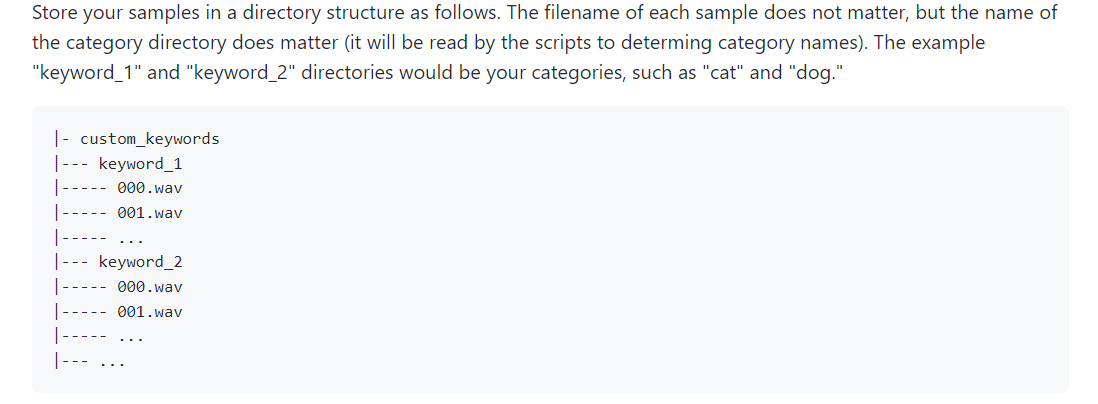 Store your samples in a directory structure as follows. The filename of each sample does not matter, but the name of
the category directory does matter (it will be read by the scripts to determing category names). The example
"keyword_1" and "keyword_2" directories would be your categories, such as "cat" and "dog."
|- custom_keywords
|--- keyword_1
|----- 000.wav
|----- 001.wav
|----- ...
|--- keyword_2
|----- 000.wav
|----- 001.wav
|----- ...
|--- ...